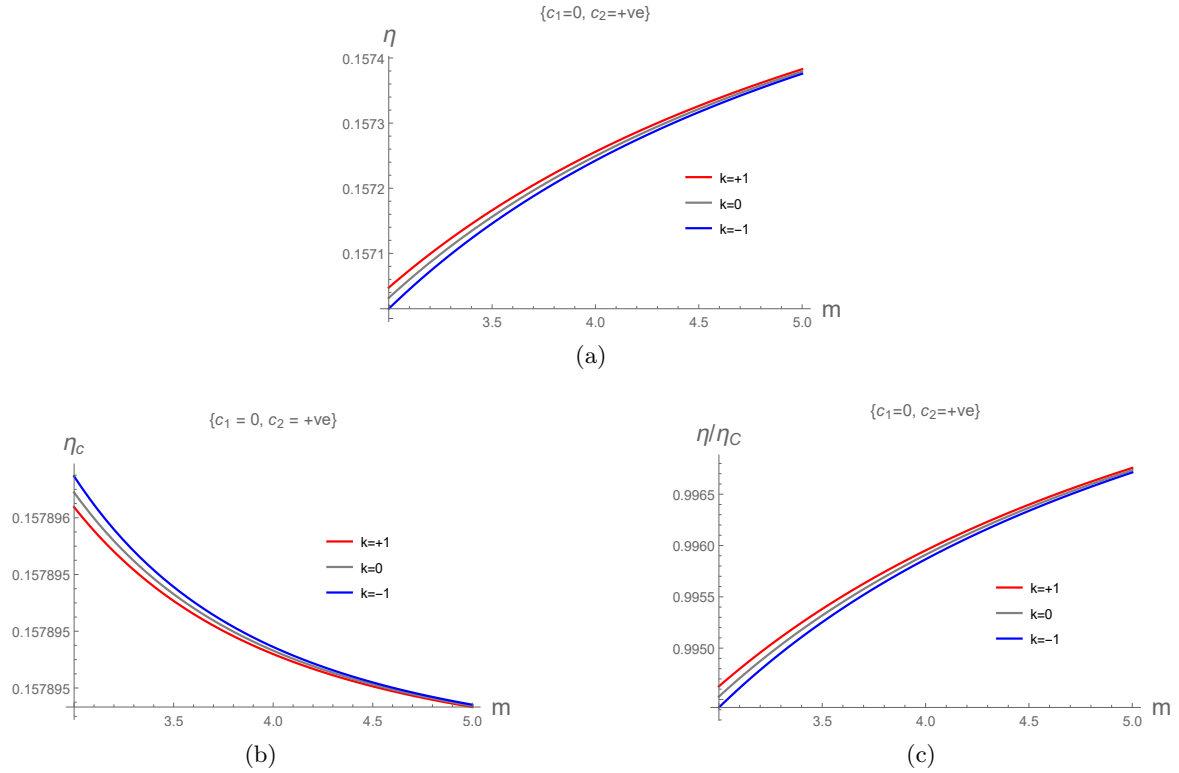 {c₁=0, c₂=+ve}
η
0.1574
0.1573
0.1572
0.1571
k=+1
k=0
k=−1
3.5 4.0 4.5 5.0 m
(a)
{c₁ = 0, c₂ = +ve}
η_c
0.157896
0.157895
0.157895
0.157895
k=+1
k=0
k=−1
3.5 4.0 4.5 5.0 m
(b)
{c₁=0, c₂=+ve}
η/η_C
0.9965
0.9960
0.9955
0.9950
k=+1
k=0
k=−1
3.5 4.0 4.5 5.0 m
(c)